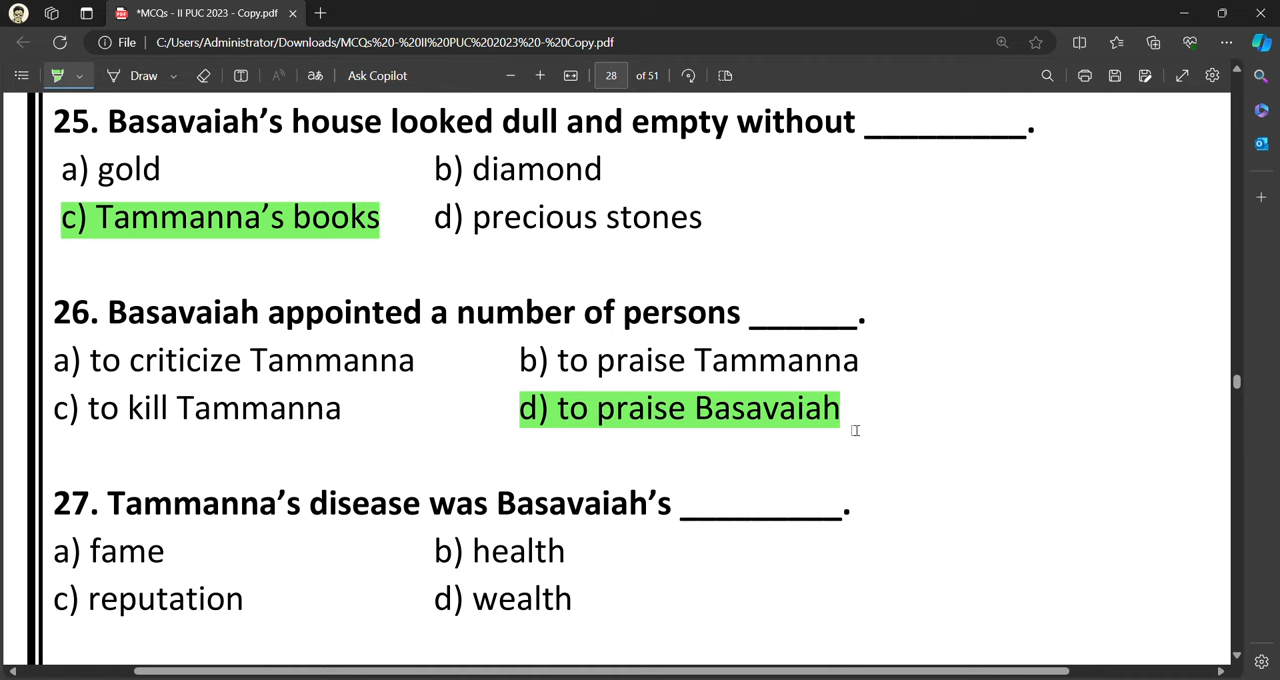 *MCQs - II PUC 2023 - Copy.pdf
File C:/Users/Administrator/Downloads/MCQs%20-%20II%20PUC%202023%20-%20Copy.pdf
Draw Ask Copilot 28 of 51
25. Basavaiah’s house looked dull and empty without _________.
a) gold b) diamond
c) Tammanna’s books d) precious stones
26. Basavaiah appointed a number of persons ______.
a) to criticize Tammanna b) to praise Tammanna
c) to kill Tammanna d) to praise Basavaiah
27. Tammanna’s disease was Basavaiah’s _________.
a) fame b) health
c) reputation d) wealth